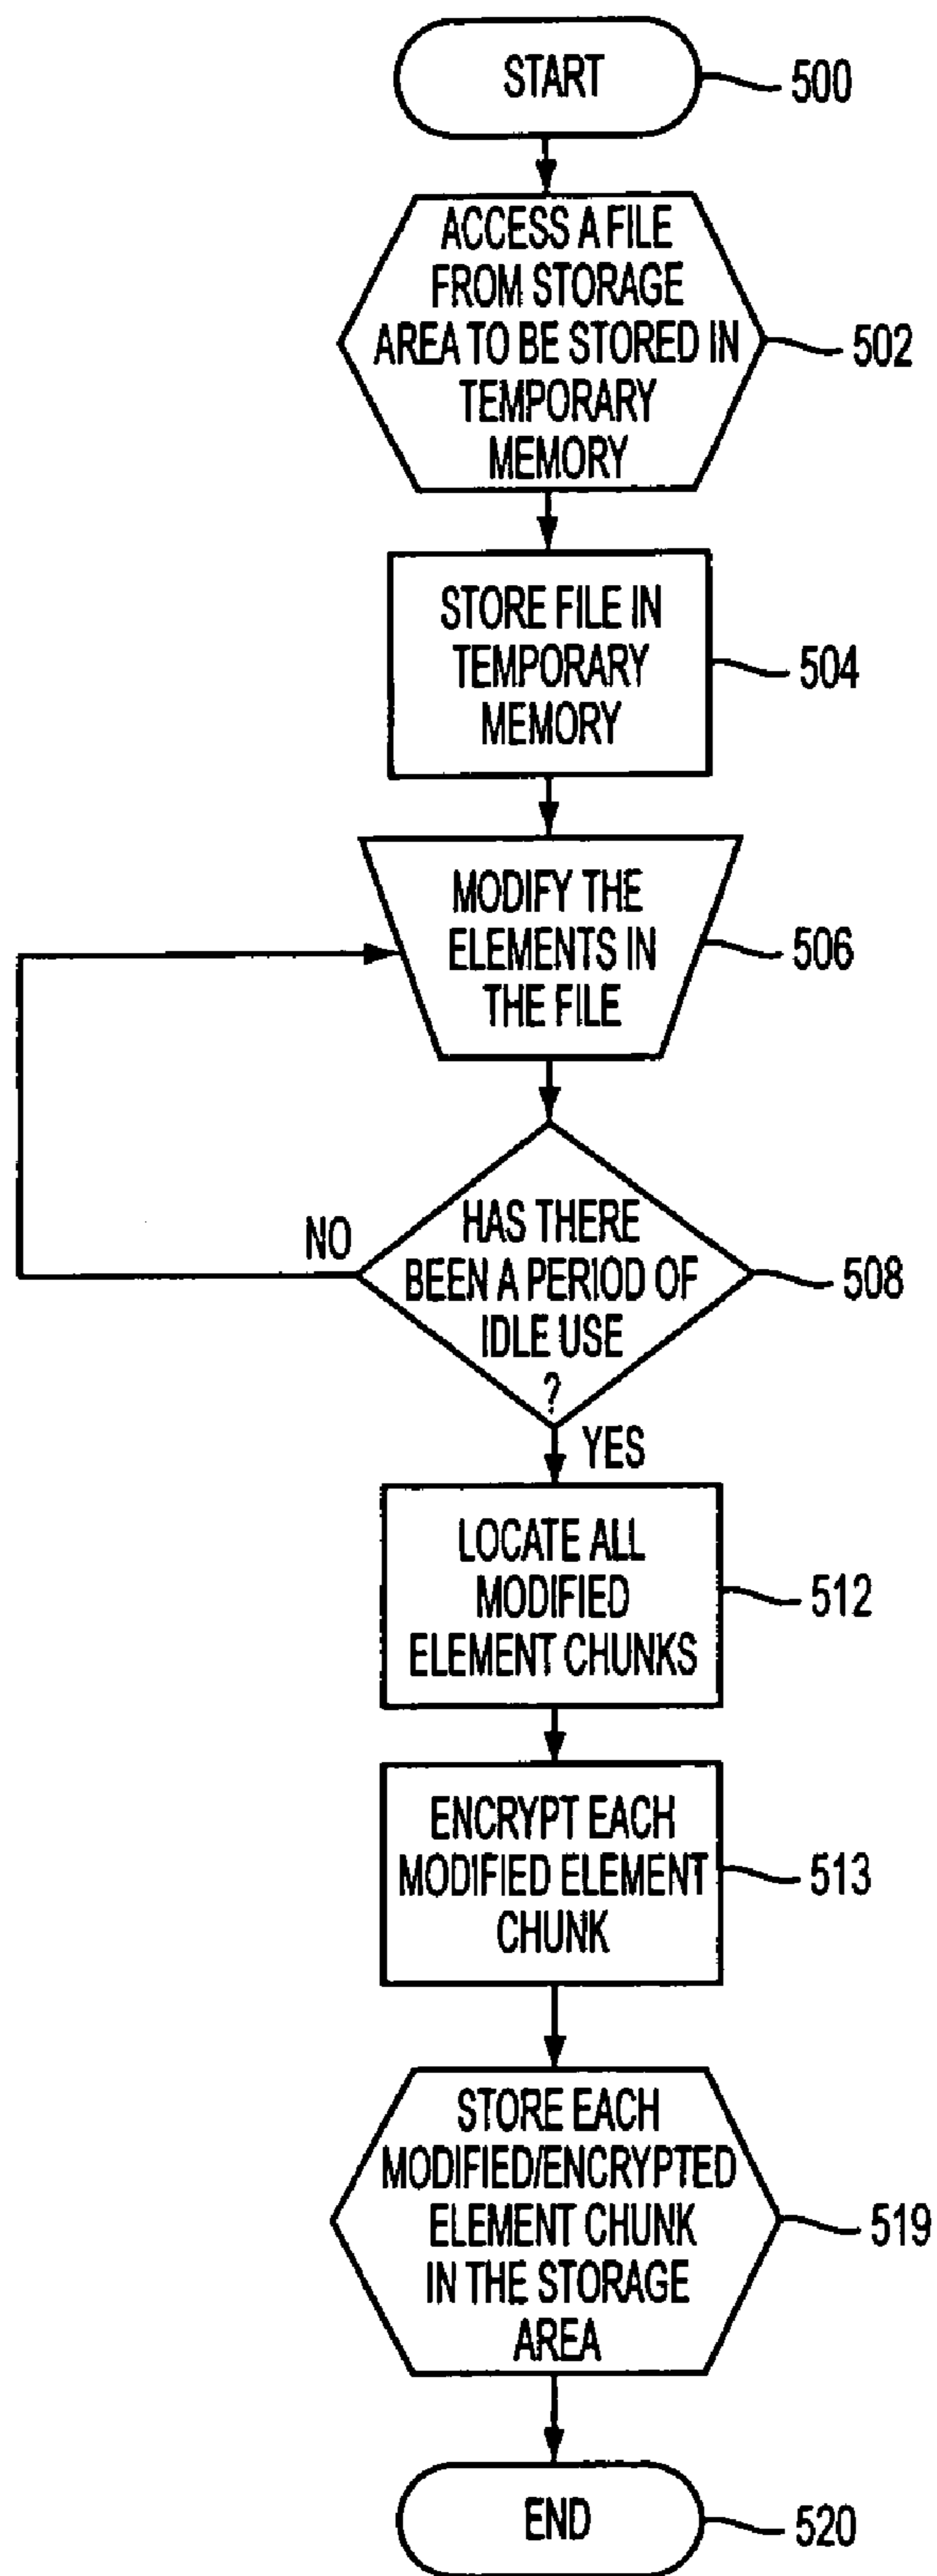 START
500
ACCESS A FILE
FROM STORAGE
AREA TO BE STORED IN
TEMPORARY
MEMORY
502
STORE FILE IN
TEMPORARY
MEMORY
504
MODIFY THE
ELEMENTS IN
THE FILE
506
HAS THERE
BEEN A PERIOD OF
IDLE USE
?
508
NO
YES
LOCATE ALL
MODIFIED
ELEMENT CHUNKS
512
ENCRYPT EACH
MODIFIED ELEMENT
CHUNK
513
STORE EACH
MODIFIED/ENCRYPTED
ELEMENT CHUNK
IN THE STORAGE
AREA
519
END
520